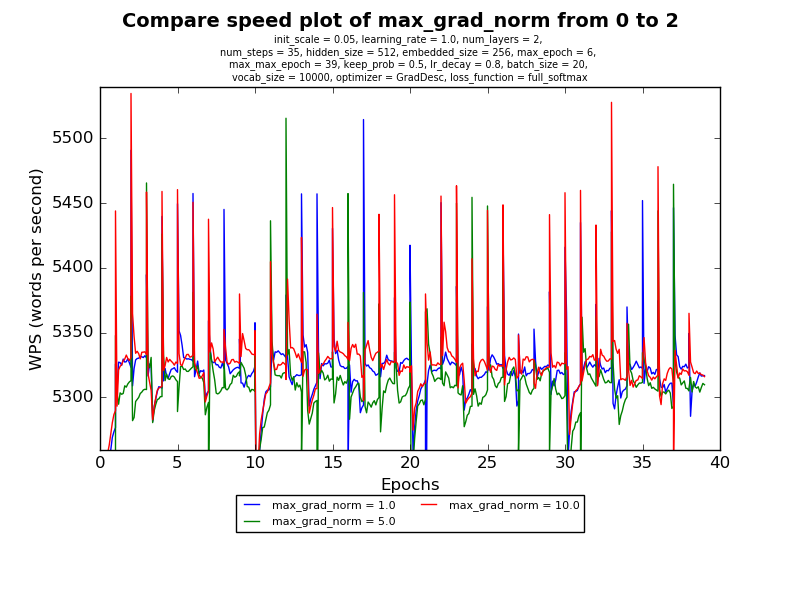 Compare speed plot of max_grad_norm from 0 to 2
init_scale = 0.05, learning_rate = 1.0, num_layers = 2,
num_steps = 35, hidden_size = 512, embedded_size = 256, max_epoch = 6,
max_max_epoch = 39, keep_prob = 0.5, lr_decay = 0.8, batch_size = 20,
vocab_size = 10000, optimizer = GradDesc, loss_function = full_softmax
WPS (words per second)
5500
5450
5400
5350
5300
0 5 10 15 20 25 30 35 40
Epochs
max_grad_norm = 1.0 max_grad_norm = 10.0
max_grad_norm = 5.0